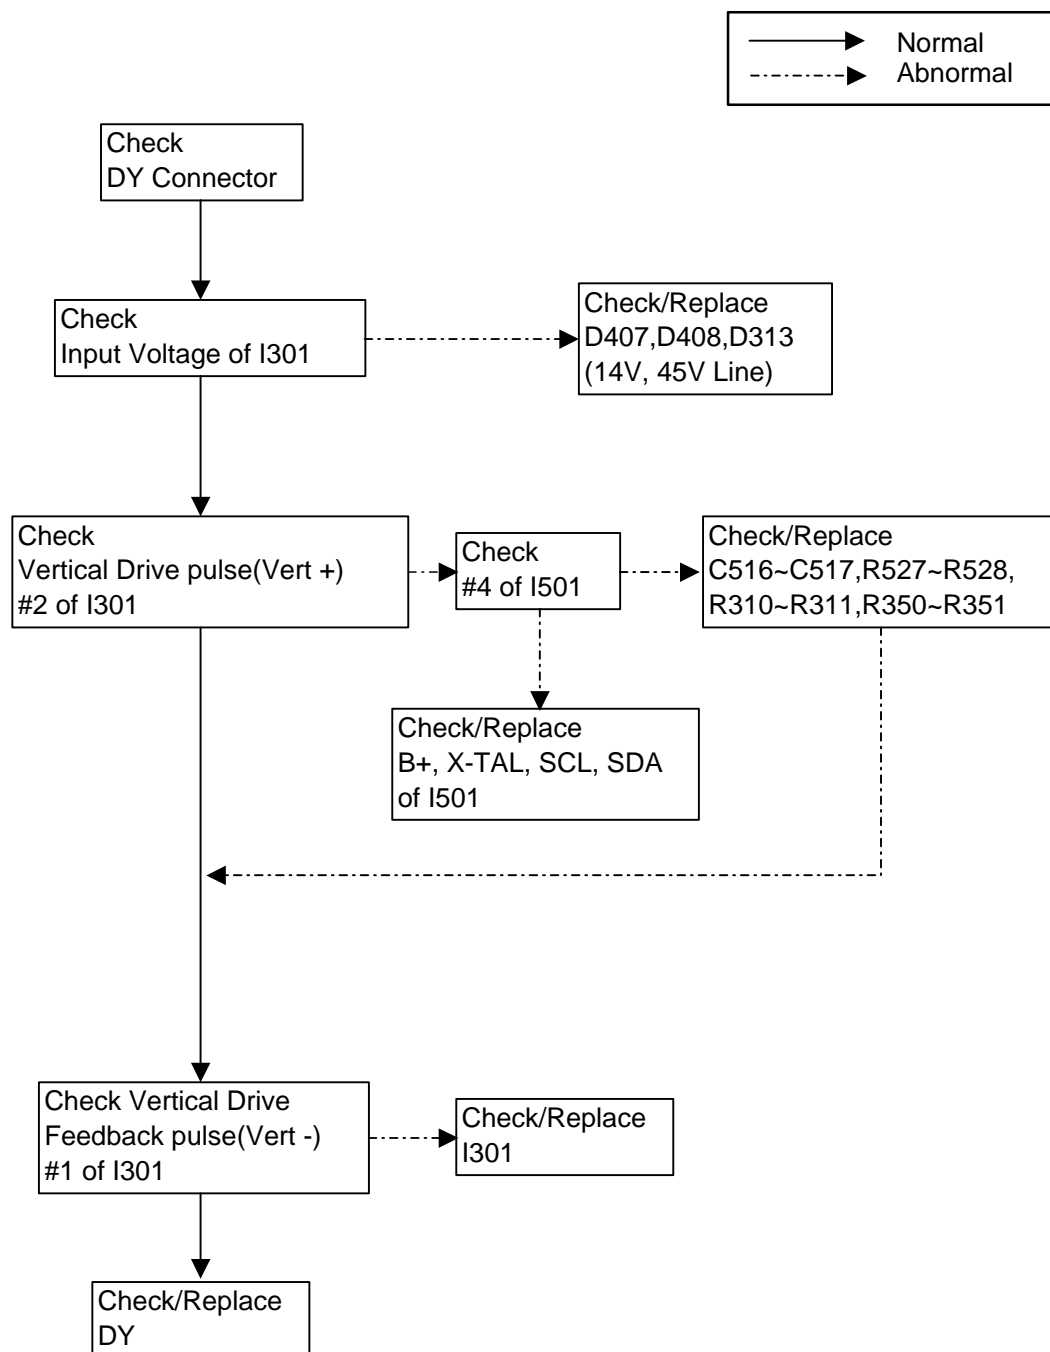 Normal
Abnormal
Check
DY Connector
Check
Input Voltage of I301
Check/Replace
D407,D408,D313
(14V, 45V Line)
Check
Vertical Drive pulse(Vert +)
#2 of I301
Check
#4 of I501
Check/Replace
C516~C517,R527~R528,
R310~R311,R350~R351
Check/Replace
B+, X-TAL, SCL, SDA
of I501
Check Vertical Drive
Feedback pulse(Vert -)
#1 of I301
Check/Replace
I301
Check/Replace
DY